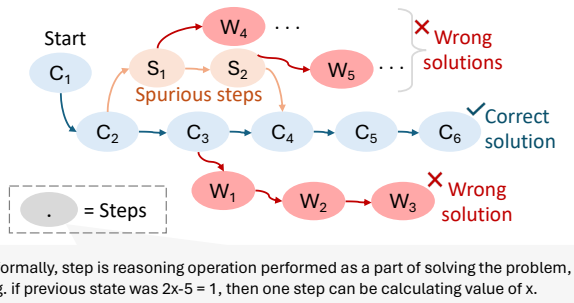 Start
W4 ...
Wrong
solutions
C1
S1
S2
W5 ...
Spurious steps
C2
C3
C4
C5
C6
Correct
solution
W1
W2
W3
Wrong
solution
. = Steps
ormally, step is reasoning operation performed as a part of solving the problem,
g. if previous state was 2x-5 = 1, then one step can be calculating value of x.